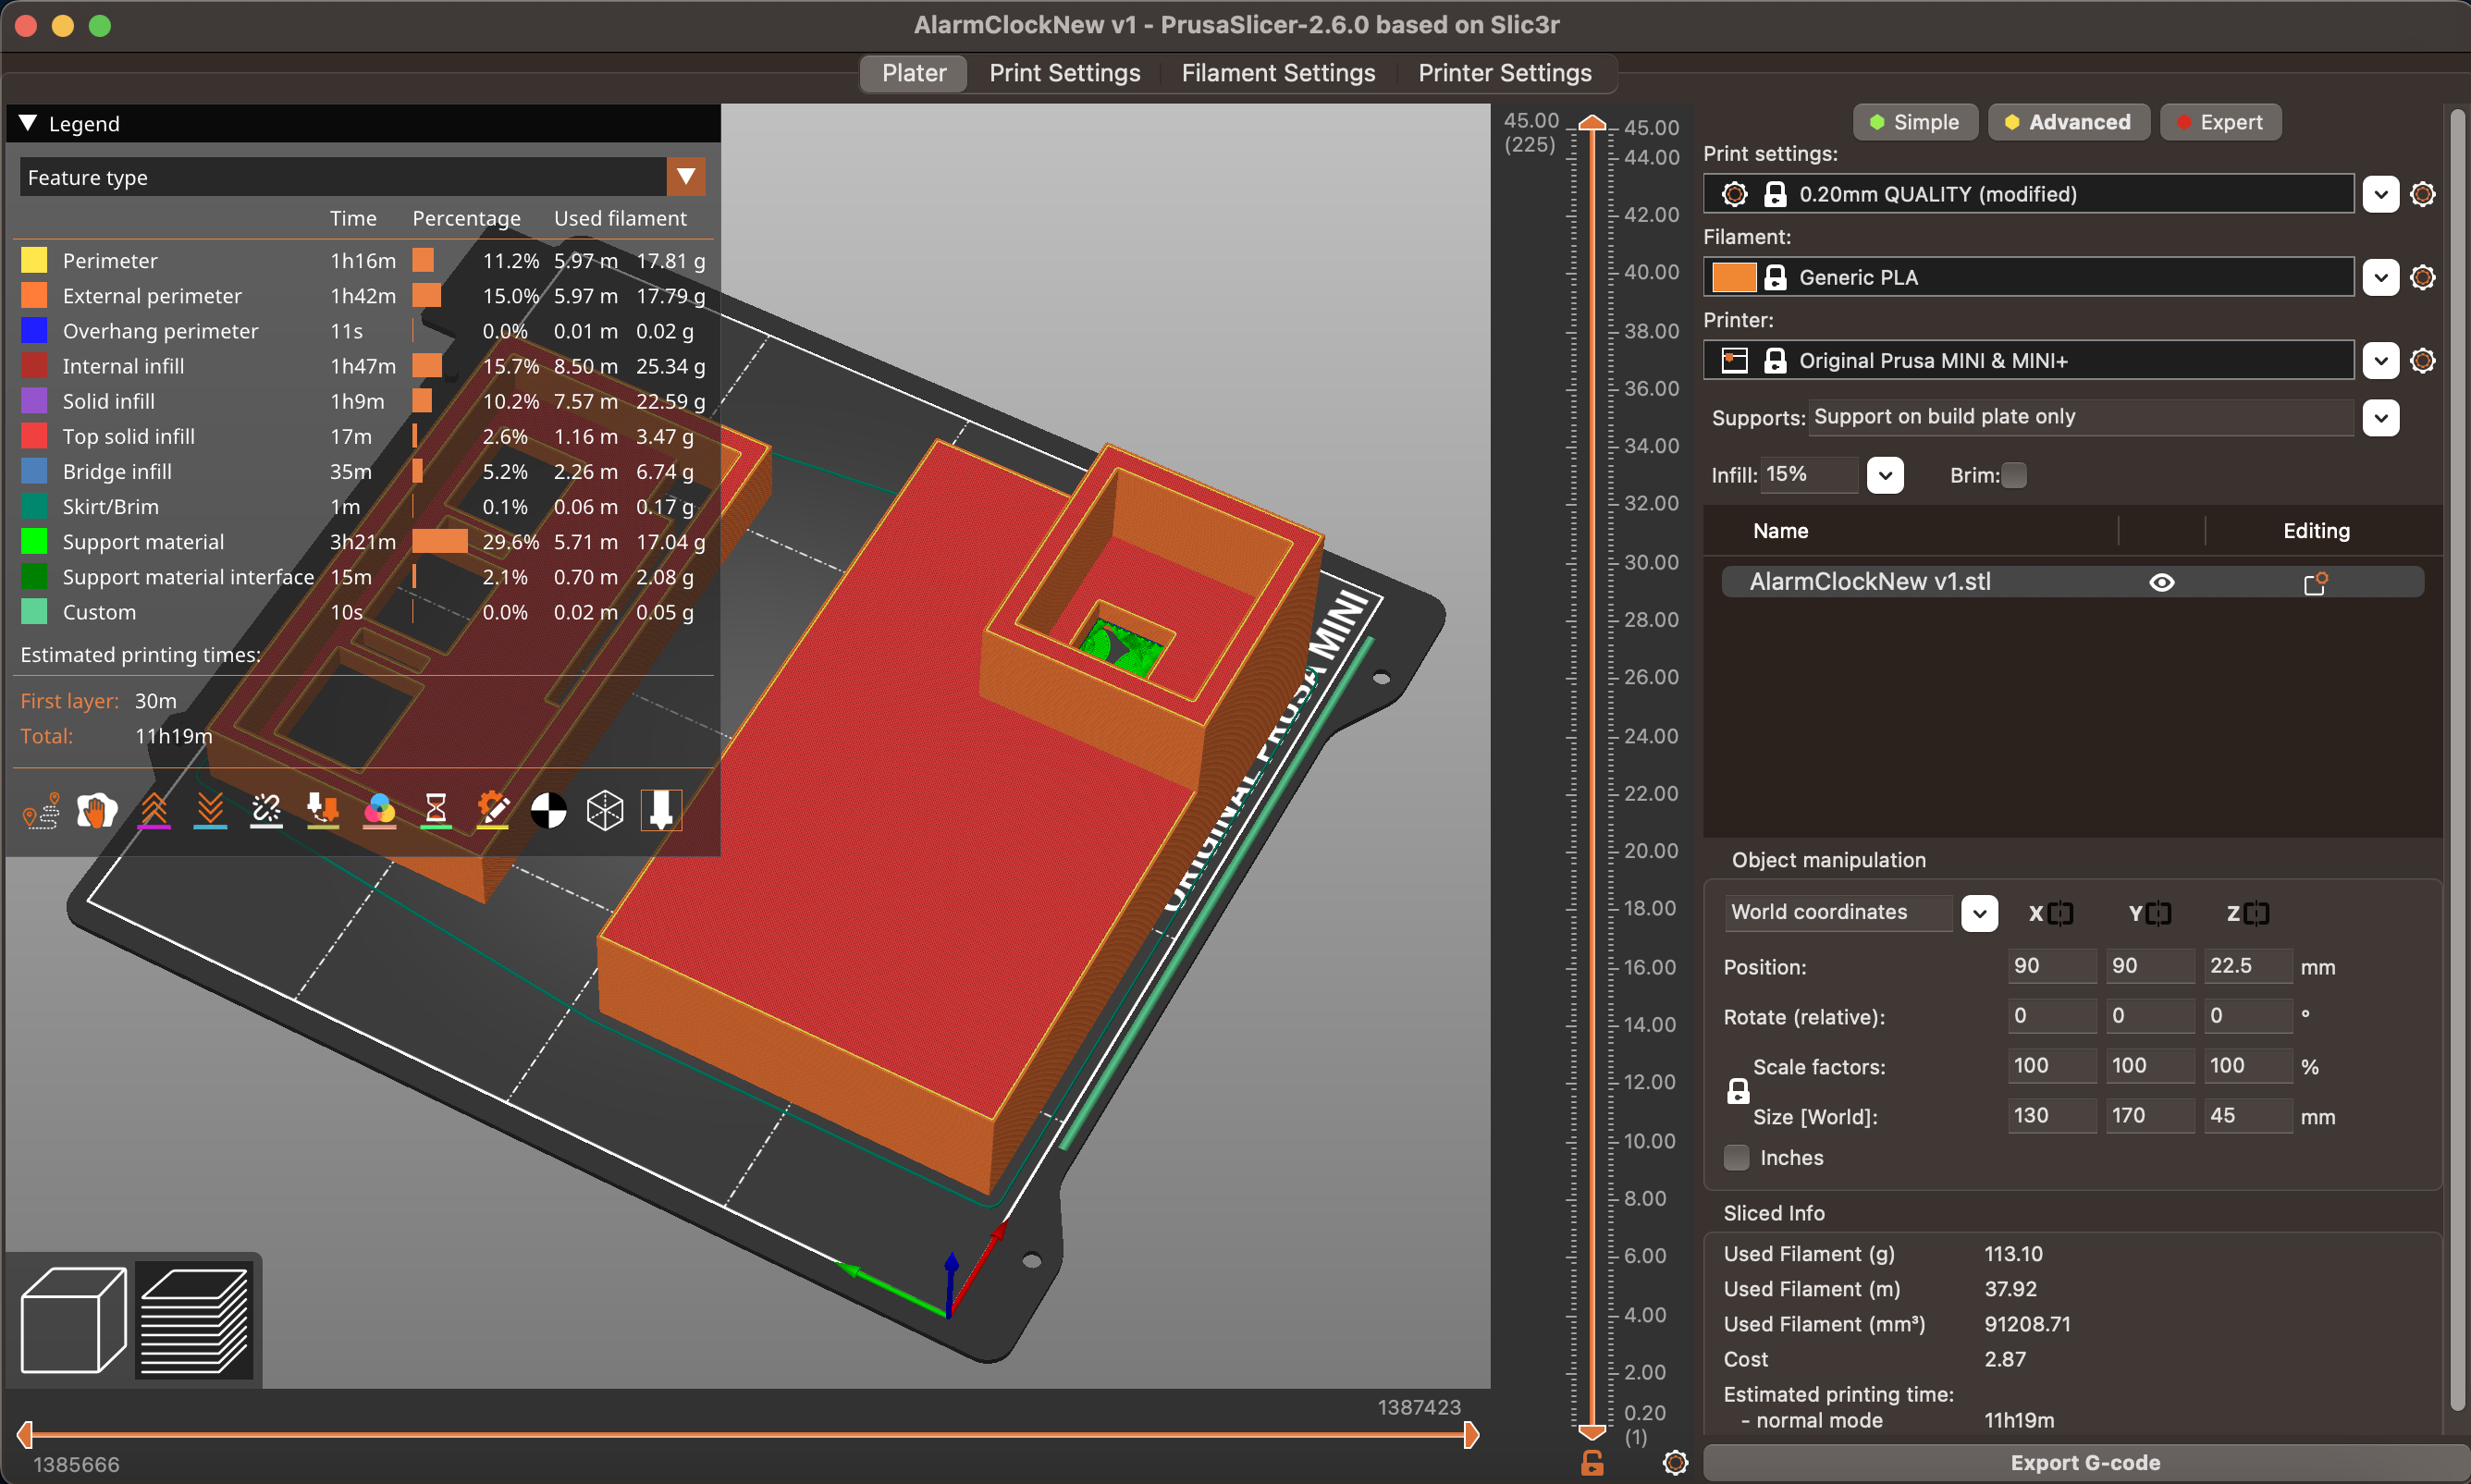 AlarmClockNew v1 - PrusaSlicer-2.6.0 based on Slic3r
Plater Print Settings Filament Settings Printer Settings
Legend
Feature type
Time Percentage Used filament
Perimeter 1h16m 11.2% 5.97 m 17.81 g
External perimeter 1h42m 15.0% 5.97 m 17.79 g
Overhang perimeter 11s 0.0% 0.01 m 0.02 g
Internal infill 1h47m 15.7% 8.50 m 25.34 g
Solid infill 1h9m 10.2% 7.57 m 22.59 g
Top solid infill 17m 2.6% 1.16 m 3.47 g
Bridge infill 35m 5.2% 2.26 m 6.74 g
Skirt/Brim 1m 0.1% 0.06 m 0.17 g
Support material 3h21m 29.6% 5.71 m 17.04 g
Support material interface 15m 2.1% 0.70 m 2.08 g
Custom 10s 0.0% 0.02 m 0.05 g
Estimated printing times:
First layer: 30m
Total: 11h19m
ORIGINAL PRUSA MINI
1387423
1385666
45.00
(225)
45.00
44.00
42.00
40.00
38.00
36.00
34.00
32.00
30.00
28.00
26.00
24.00
22.00
20.00
18.00
16.00
14.00
12.00
10.00
8.00
6.00
4.00
2.00
0.20
(1)
Simple Advanced Expert
Print settings:
0.20mm QUALITY (modified)
Filament:
Generic PLA
Printer:
Original Prusa MINI & MINI+
Supports: Support on build plate only
Infill: 15% Brim:
Name Editing
AlarmClockNew v1.stl
Object manipulation
World coordinates X Y Z
Position: 90 90 22.5 mm
Rotate (relative): 0 0 0 °
Scale factors: 100 100 100 %
Size [World]: 130 170 45 mm
Inches
Sliced Info
Used Filament (g) 113.10
Used Filament (m) 37.92
Used Filament (mm³) 91208.71
Cost 2.87
Estimated printing time:
- normal mode 11h19m
Export G-code